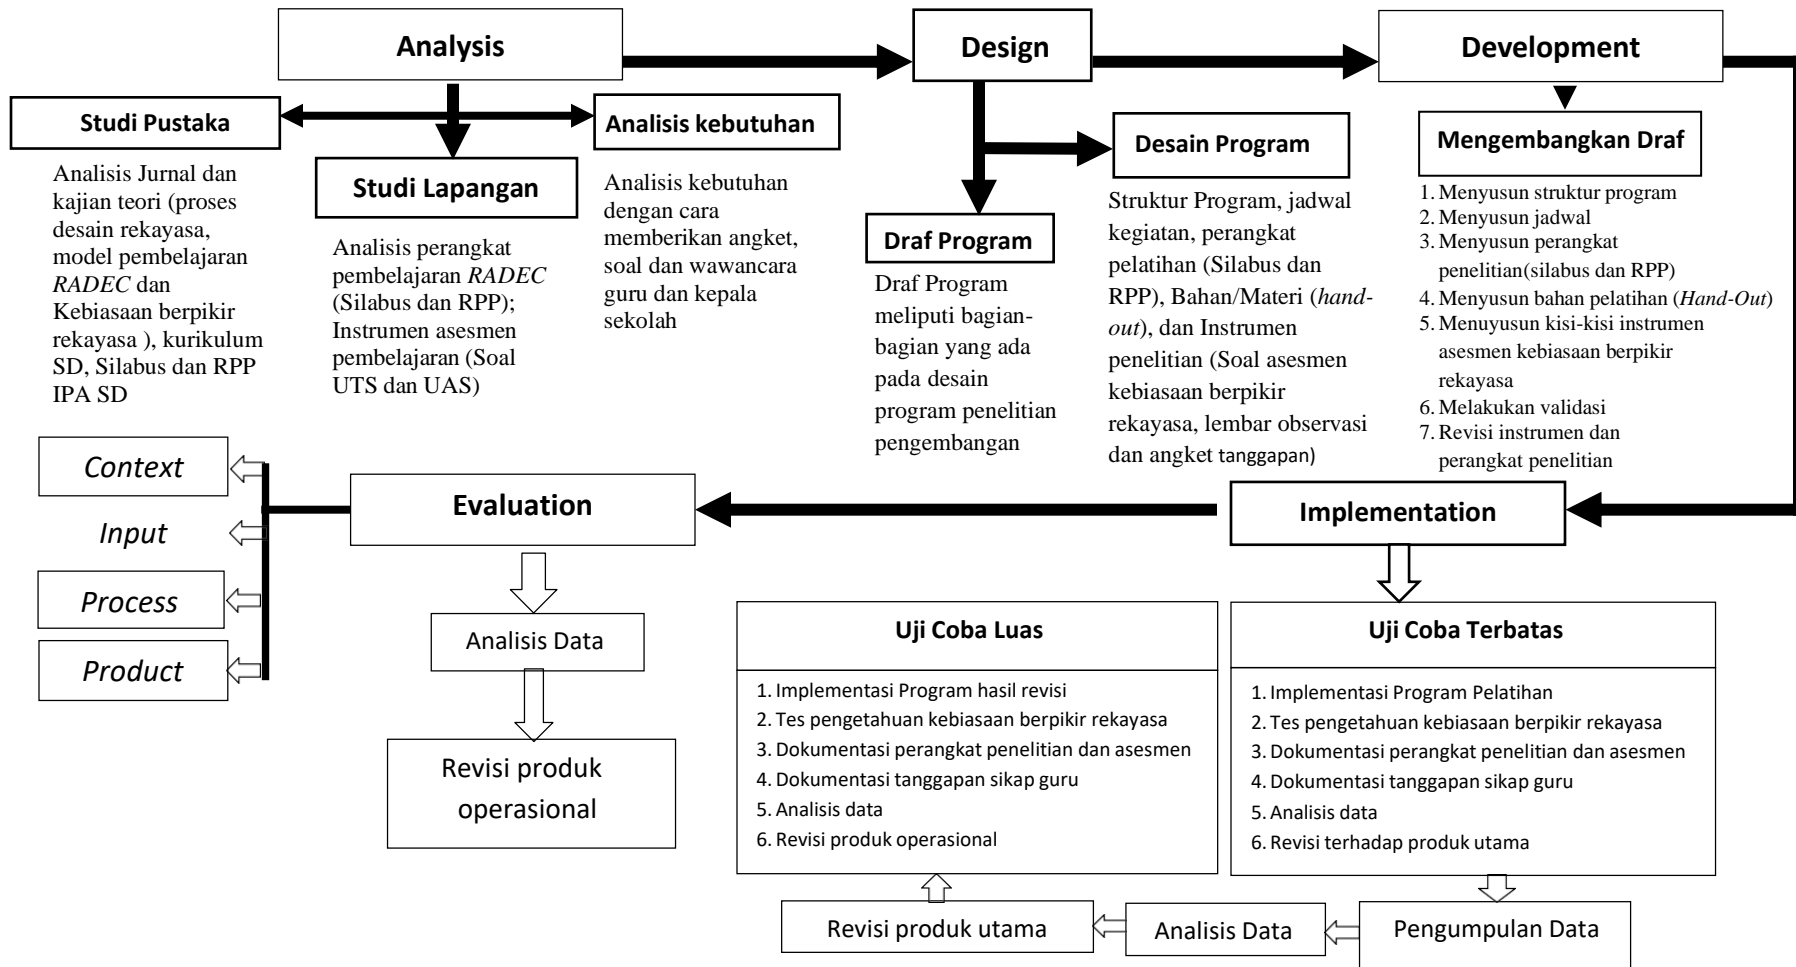 Analysis
Design
Development
Studi Pustaka
Analisis Jurnal dan
kajian teori (proses
desain rekayasa,
model pembelajaran
RADEC dan
Kebiasaan berpikir
rekayasa ), kurikulum
SD, Silabus dan RPP
IPA SD
Studi Lapangan
Analisis perangkat
pembelajaran RADEC
(Silabus dan RPP);
Instrumen asesmen
pembelajaran (Soal
UTS dan UAS)
Analisis kebutuhan
Analisis kebutuhan
dengan cara
memberikan angket,
soal dan wawancara
guru dan kepala
sekolah
Draf Program
Draf Program
meliputi bagian-
bagian yang ada
pada desain
program penelitian
pengembangan
Desain Program
Struktur Program, jadwal
kegiatan, perangkat
pelatihan (Silabus dan
RPP), Bahan/Materi (hand-
out), dan Instrumen
penelitian (Soal asesmen
kebiasaan berpikir
rekayasa, lembar observasi
dan angket tanggapan)
Mengembangkan Draf
1. Menyusun struktur program
2. Menyusun jadwal
3. Menyusun perangkat
penelitian(silabus dan RPP)
4. Menyusun bahan pelatihan (Hand-Out)
5. Menuyusun kisi-kisi instrumen
asesmen kebiasaan berpikir
rekayasa
6. Melakukan validasi
7. Revisi instrumen dan
perangkat penelitian
Implementation
Evaluation
Context
Input
Process
Product
Analisis Data
Revisi produk
operasional
Uji Coba Luas
1. Implementasi Program hasil revisi
2. Tes pengetahuan kebiasaan berpikir rekayasa
3. Dokumentasi perangkat penelitian dan asesmen
4. Dokumentasi tanggapan sikap guru
5. Analisis data
6. Revisi produk operasional
Uji Coba Terbatas
1. Implementasi Program Pelatihan
2. Tes pengetahuan kebiasaan berpikir rekayasa
3. Dokumentasi perangkat penelitian dan asesmen
4. Dokumentasi tanggapan sikap guru
5. Analisis data
6. Revisi terhadap produk utama
Revisi produk utama
Analisis Data
Pengumpulan Data